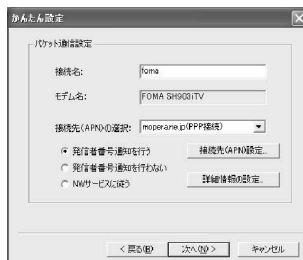 かんたん設定
パケット通信設定
接続名:
foma
モデム名:
FOMA SH903iTV
接続先(APN)の選択:
mopera.ne.jp(PPP接続)
発信者番号通知を行う
接続先(APN)設定...
発信者番号通知を行わない
NWサービスに従う
詳細情報の設定...
< 戻る(B)
次へ(N) >
キャンセル